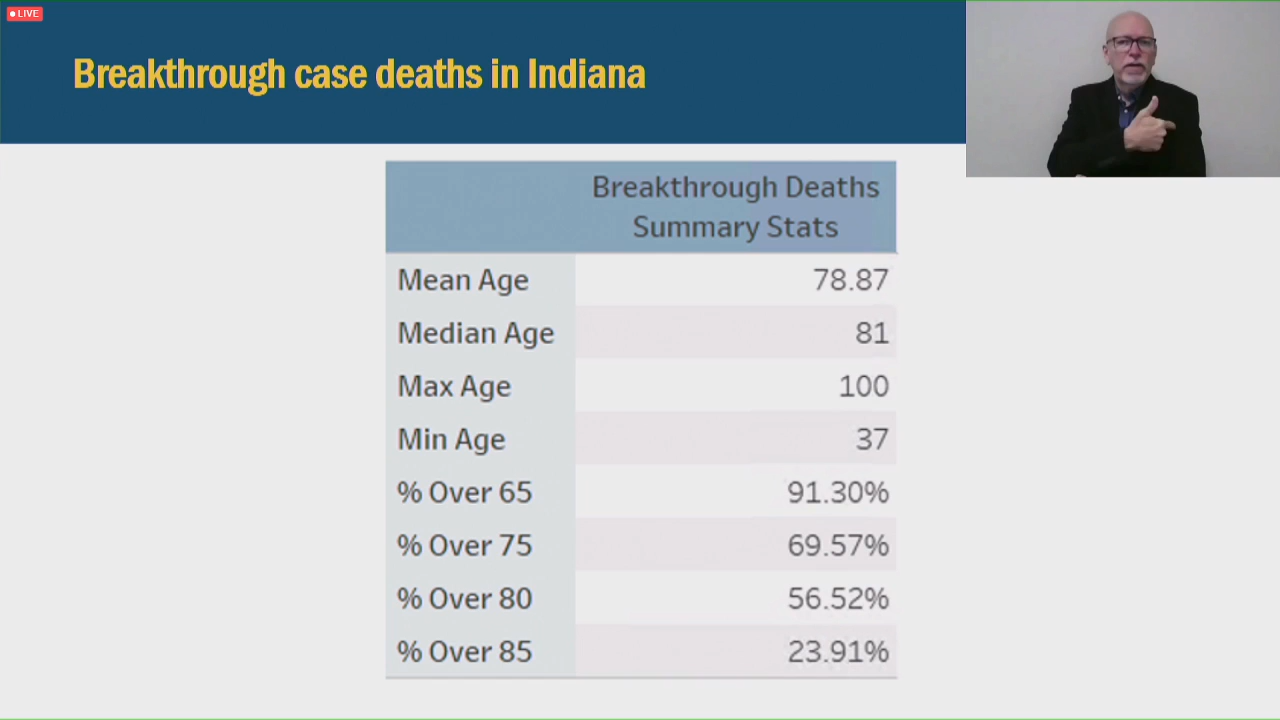 LIVE
Breakthrough case deaths in Indiana
Breakthrough Deaths
Summary Stats
Mean Age 78.87
Median Age 81
Max Age 100
Min Age 37
% Over 65 91.30%
% Over 75 69.57%
% Over 80 56.52%
% Over 85 23.91%